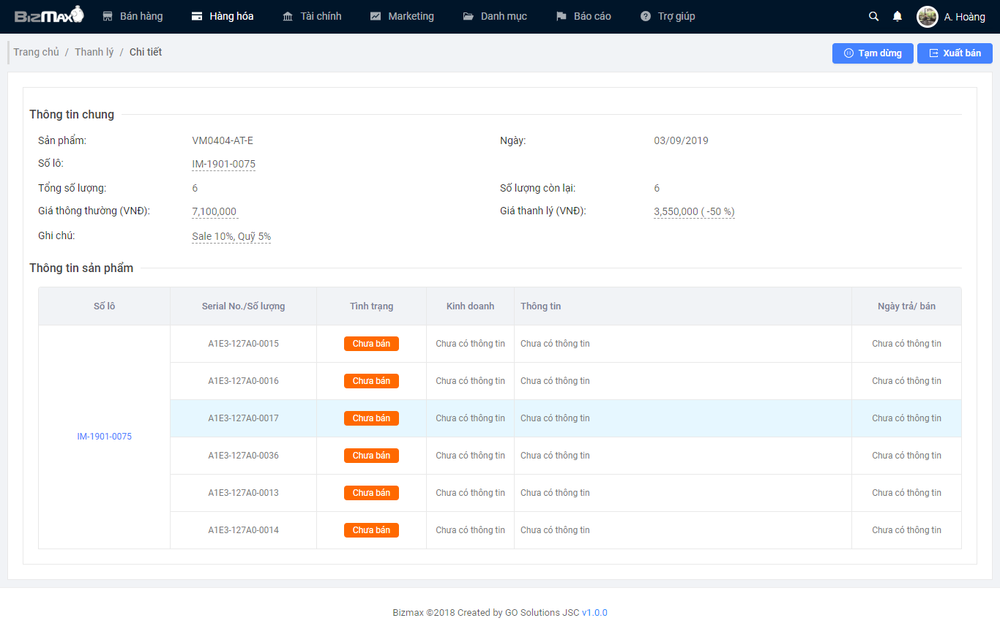 BizMax Bán hàng Hàng hóa Tài chính Marketing Danh mục Báo cáo Trợ giúp A. Hoàng
Trang chủ / Thanh lý / Chi tiết Tạm dừng Xuất bán
Thông tin chung
Sản phẩm: VM0404-AT-E Ngày: 03/09/2019
Số lô: IM-1901-0075
Tổng số lượng: 6 Số lượng còn lại: 6
Giá thông thường (VNĐ): 7,100,000 Giá thanh lý (VNĐ): 3,550,000 ( -50 %)
Ghi chú: Sale 10%, Quỹ 5%
Thông tin sản phẩm
Số lô Serial No./Số lượng Tình trạng Kinh doanh Thông tin Ngày trả/ bán
A1E3-127A0-0015 Chưa bán Chưa có thông tin Chưa có thông tin Chưa có thông tin
A1E3-127A0-0016 Chưa bán Chưa có thông tin Chưa có thông tin Chưa có thông tin
A1E3-127A0-0017 Chưa bán Chưa có thông tin Chưa có thông tin Chưa có thông tin
IM-1901-0075
A1E3-127A0-0036 Chưa bán Chưa có thông tin Chưa có thông tin Chưa có thông tin
A1E3-127A0-0013 Chưa bán Chưa có thông tin Chưa có thông tin Chưa có thông tin
A1E3-127A0-0014 Chưa bán Chưa có thông tin Chưa có thông tin Chưa có thông tin
Bizmax ©2018 Created by GO Solutions JSC v1.0.0